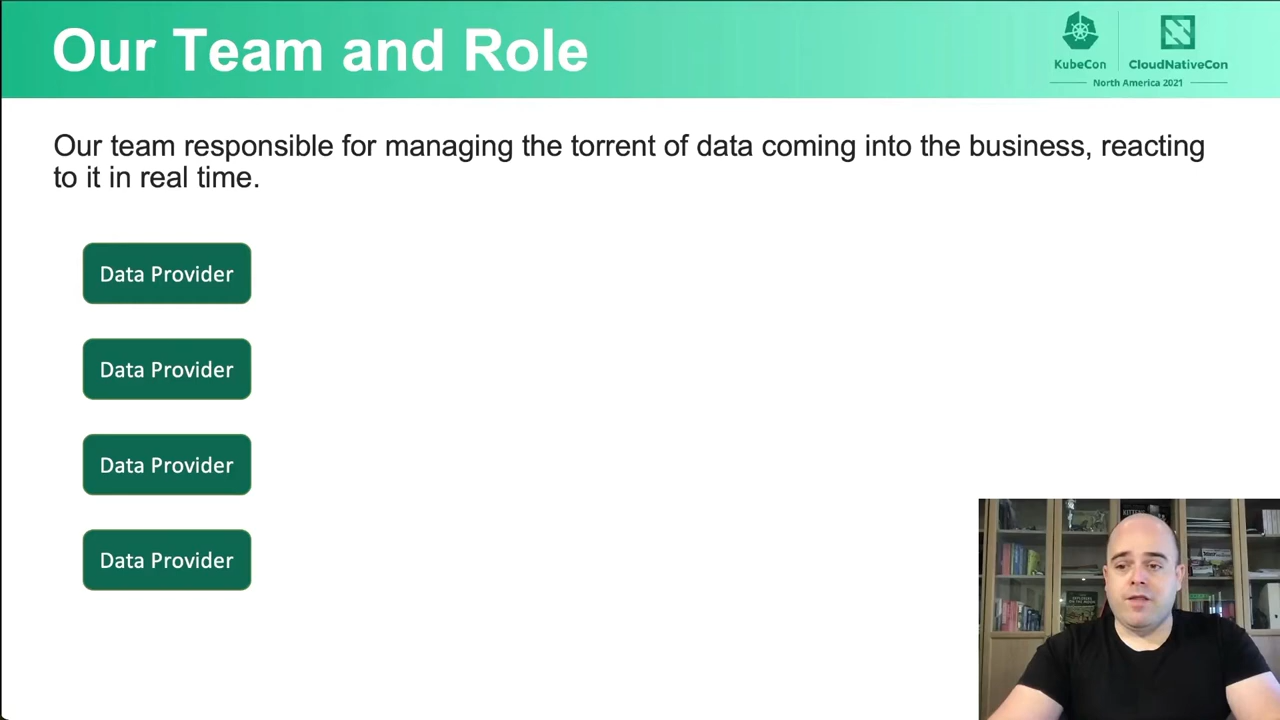 Our Team and Role
KubeCon
CloudNativeCon
North America 2021
Our team responsible for managing the torrent of data coming into the business, reacting
to it in real time.
Data Provider
Data Provider
Data Provider
Data Provider